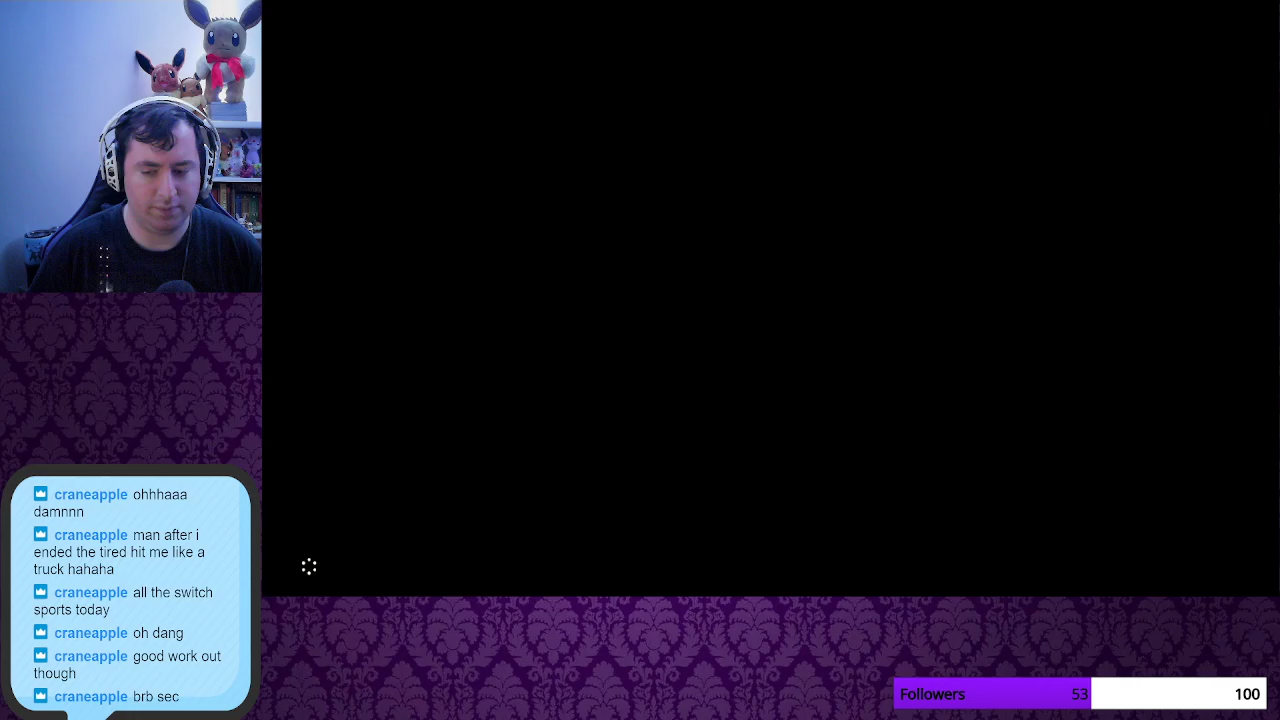 craneapple ohhhaaa
damnnn
craneapple man after i
ended the tired hit me like a
truck hahaha
craneapple all the switch
sports today
craneapple oh dang
craneapple good work out
though
craneapple brb sec
Followers 53 100